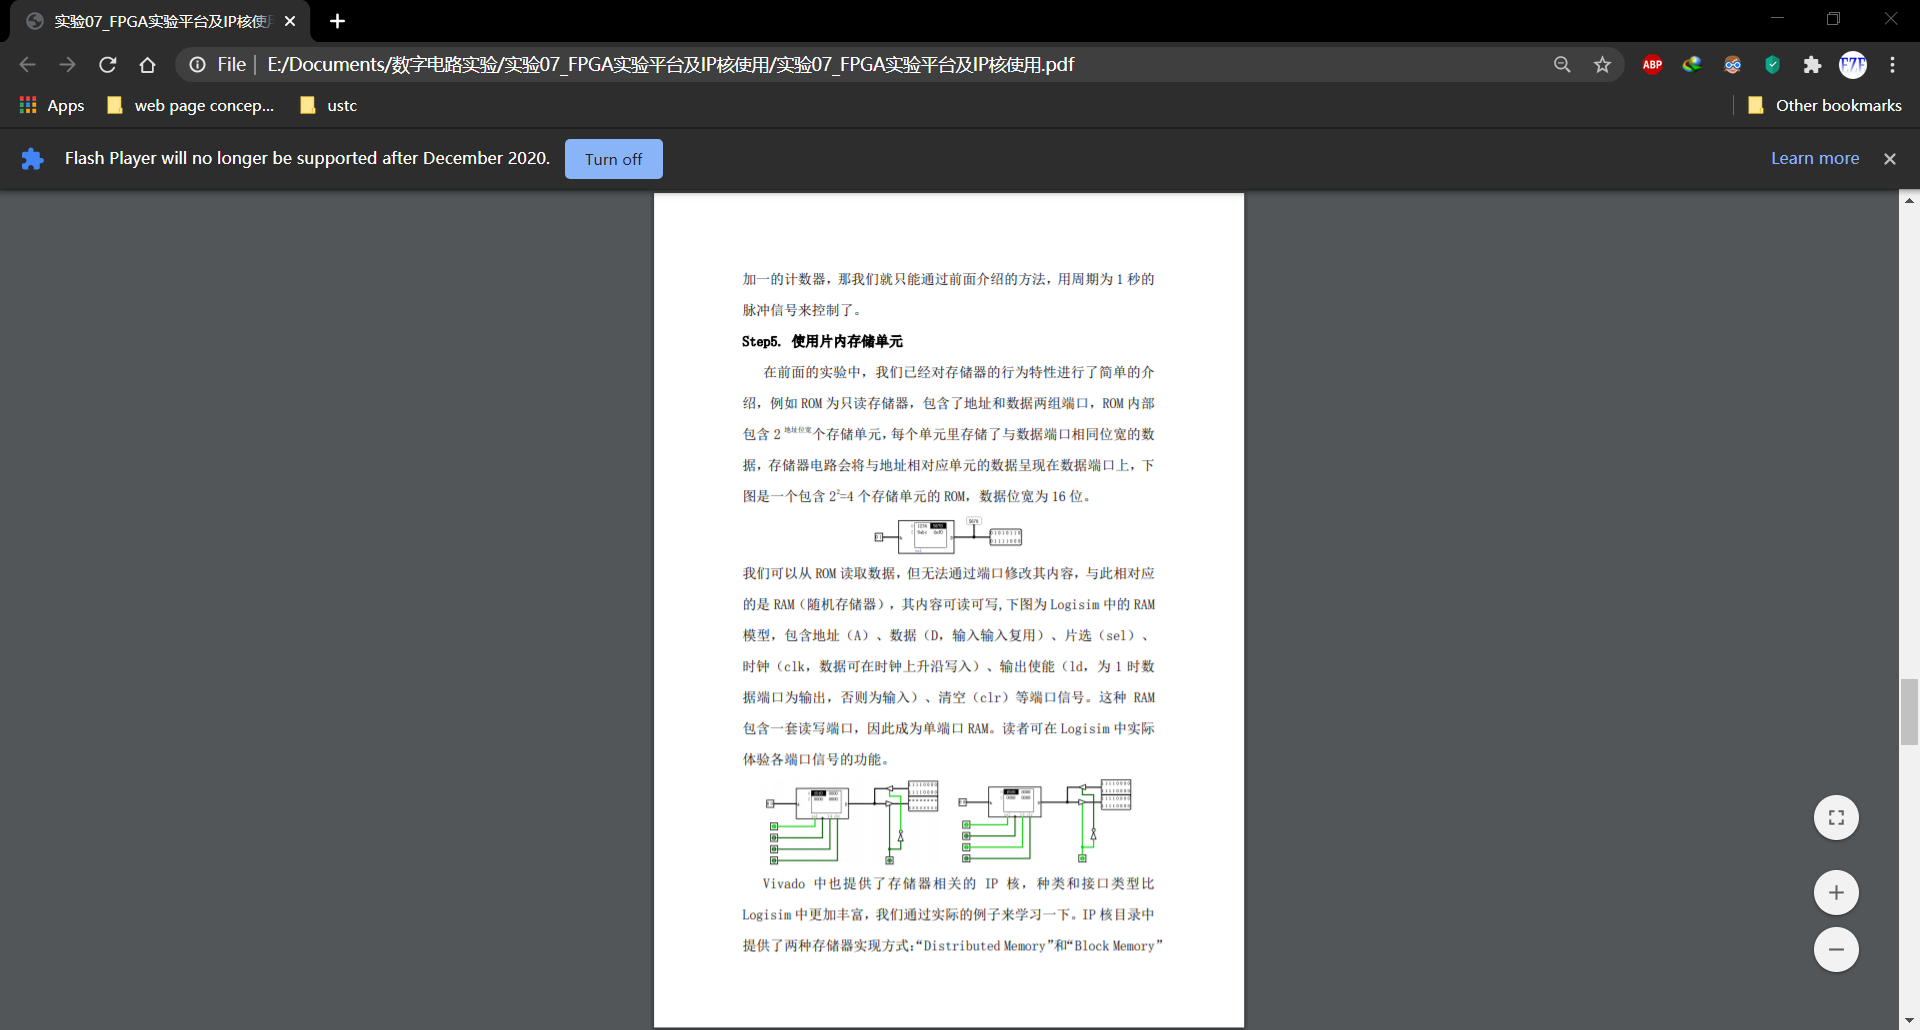 实验07_FPGA实验平台及IP核使用
File
E:/Documents/数字电路实验/实验07_FPGA实验平台及IP核使用/实验07_FPGA实验平台及IP核使用.pdf
ABP
FZF
Apps
web page concep...
ustc
Other bookmarks
Flash Player will no longer be supported after December 2020.
Turn off
Learn more
加一的计数器，那我们就只能通过前面介绍的方法，用周期为 1 秒的
脉冲信号来控制了。
Step5. 使用片内存储单元
在前面的实验中，我们已经对存储器的行为特性进行了简单的介
绍，例如 ROM 为只读存储器，包含了地址和数据两组端口，ROM 内部
包含 2 地址位宽个存储单元，每个单元里存储了与数据端口相同位宽的数
据，存储器电路会将与地址相对应单元的数据呈现在数据端口上，下
图是一个包含 2²=4 个存储单元的 ROM，数据位宽为 16 位。
5678
我们可以从 ROM 读取数据，但无法通过端口修改其内容，与此相对应
的是 RAM（随机存储器），其内容可读可写,下图为 Logisim 中的 RAM
模型，包含地址（A）、数据（D，输入输入复用）、片选（sel）、
时钟（clk，数据可在时钟上升沿写入）、输出使能（ld，为 1 时数
据端口为输出，否则为输入）、清空（clr）等端口信号。这种 RAM
包含一套读写端口，因此成为单端口 RAM。读者可在 Logisim 中实际
体验各端口信号的功能。
Vivado 中也提供了存储器相关的 IP 核，种类和接口类型比
Logisim 中更加丰富，我们通过实际的例子来学习一下。IP 核目录中
提供了两种存储器实现方式：“Distributed Memory”和“Block Memory”